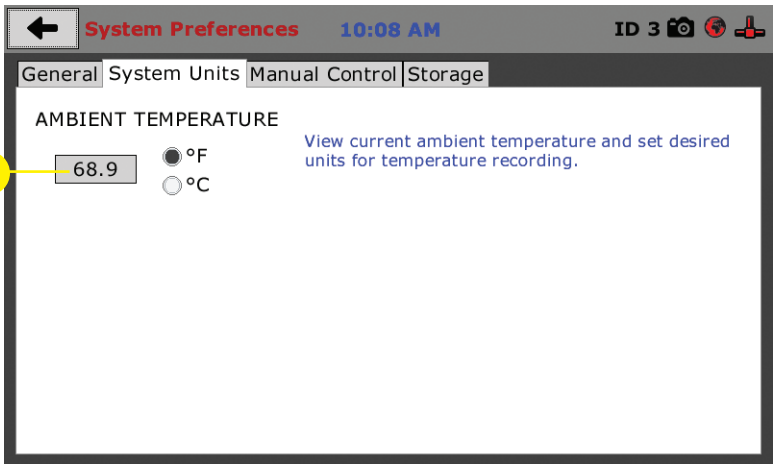 System Preferences 10:08 AM ID 3
General System Units Manual Control Storage
AMBIENT TEMPERATURE
68.9
°F
°C
View current ambient temperature and set desired
units for temperature recording.